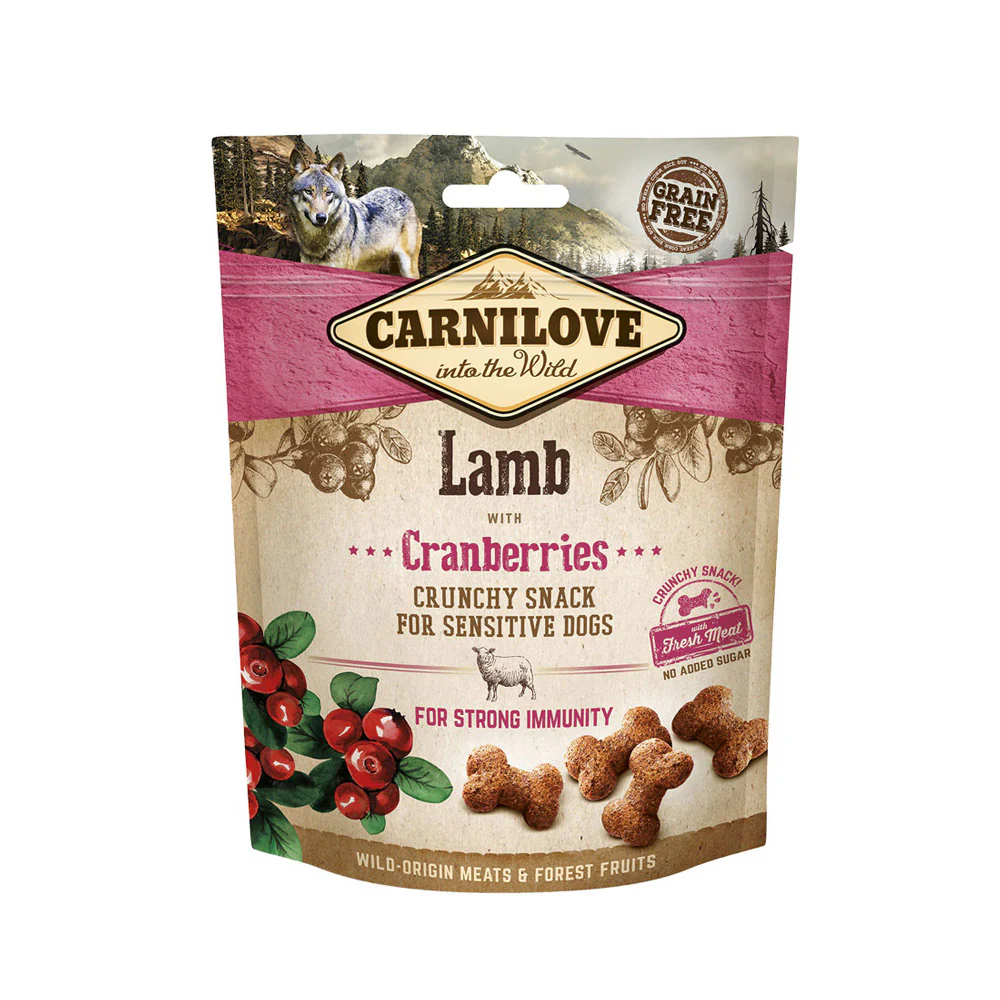 GRAIN
FREE
CARNILOVE
into the Wild
Lamb
WITH
Cranberries
CRUNCHY SNACK
FOR SENSITIVE DOGS
CRUNCHY SNACK!
with
Fresh Meat
NO ADDED SUGAR
FOR STRONG IMMUNITY
WILD-ORIGIN MEATS & FOREST FRUITS